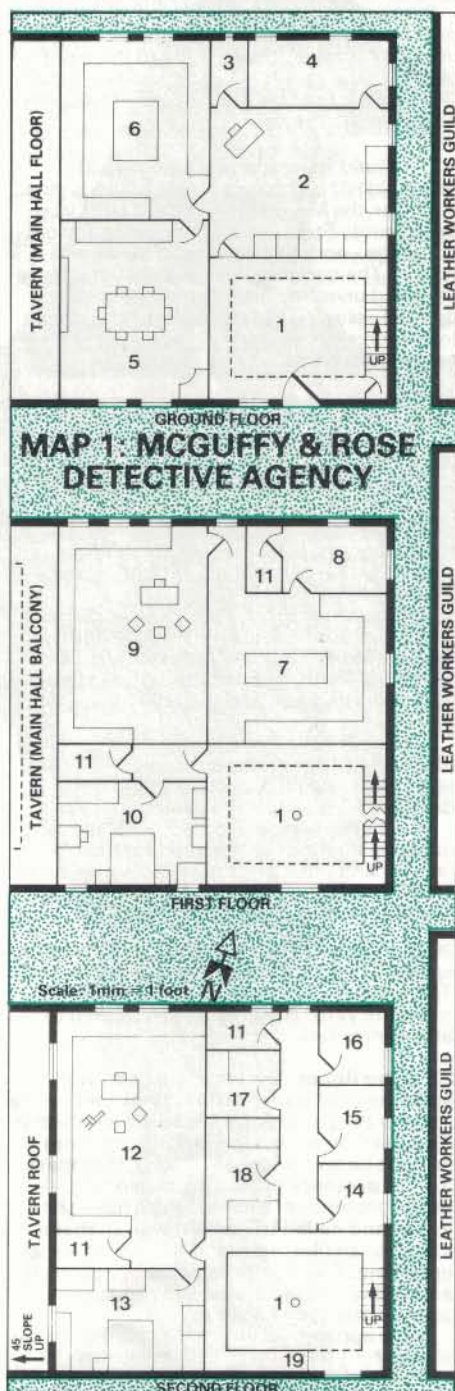 3
4
6
2
TAVERN (MAIN HALL FLOOR)
LEATHER WORKERS GUILD
1
5
UP
GROUND FLOOR
MAP 1: MCGUFFY & ROSE
DETECTIVE AGENCY
8
11
9
7
TAVERN (MAIN HALL BALCONY)
LEATHER WORKERS GUILD
11
10
1
UP
FIRST FLOOR
Scale: 1mm = 1 foot
N
11
16
17
12
15
18
14
TAVERN ROOF
LEATHER WORKERS GUILD
11
13
1
UP
45
SLOPE
UP
19
SECOND FLOOR